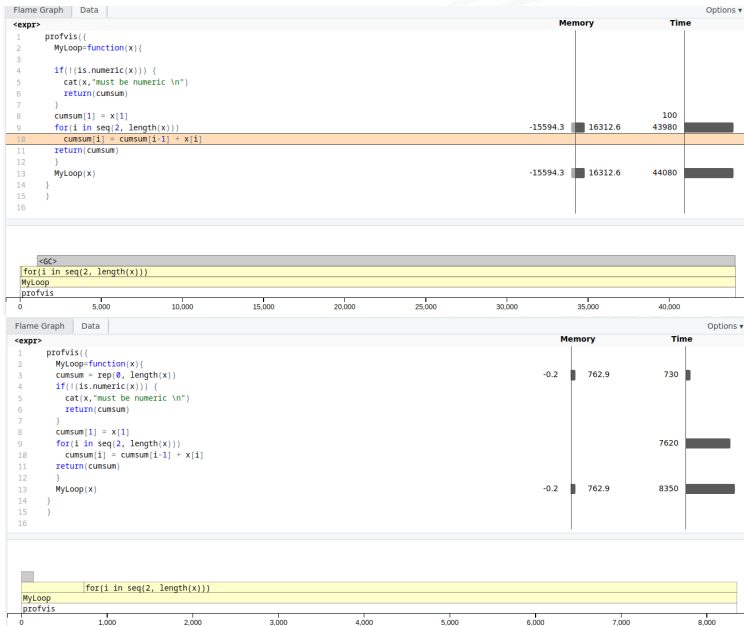 Flame Graph Data Options ▾
<expr> Memory Time
1 profvis({
2 MyLoop=function(x){
3
4 if(!(is.numeric(x))) {
5 cat(x,"must be numeric \n")
6 return(cumsum)
7 }
8 cumsum[1] = x[1] 100
9 for(i in seq(2, length(x))) -15594.3 16312.6 43980
10 cumsum[i] = cumsum[i-1] + x[i]
11 return(cumsum)
12 }
13 MyLoop(x) -15594.3 16312.6 44080
14 }
15 )
16
<GC>
for(i in seq(2, length(x)))
MyLoop
profvis
0 5,000 10,000 15,000 20,000 25,000 30,000 35,000 40,000
Flame Graph Data Options ▾
<expr> Memory Time
1 profvis({
2 MyLoop=function(x){
3 cumsum = rep(0, length(x)) -0.2 762.9 730
4 if(!(is.numeric(x))) {
5 cat(x,"must be numeric \n")
6 return(cumsum)
7 }
8 cumsum[1] = x[1]
9 for(i in seq(2, length(x))) 7620
10 cumsum[i] = cumsum[i-1] + x[i]
11 return(cumsum)
12 }
13 MyLoop(x) -0.2 762.9 8350
14 }
15 )
16
for(i in seq(2, length(x)))
MyLoop
profvis
0 1,000 2,000 3,000 4,000 5,000 6,000 7,000 8,000